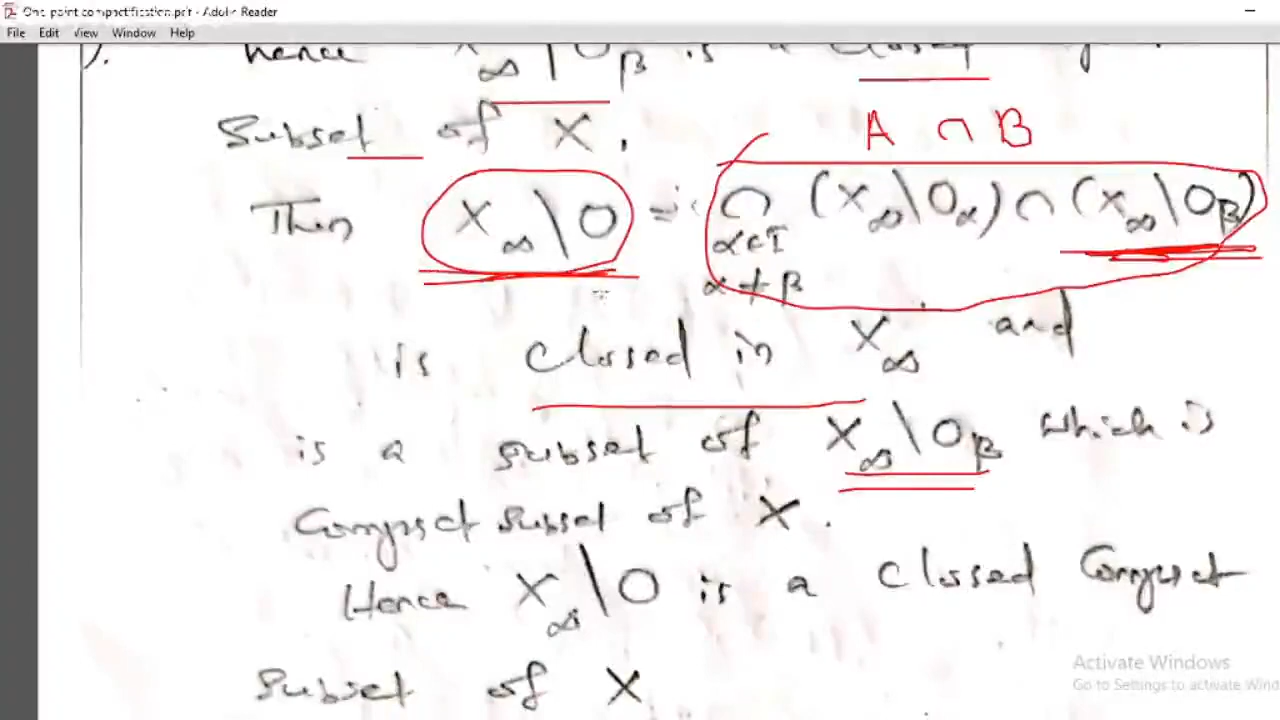 One-point compactification.pdf - Adobe Reader
File Edit View Window Help
Hence X∞\Oβ is a closed
Subset of X.
A ∩ B
Then X∞\O = ∩ (X∞\Oα) ∩ (X∞\Oβ)
α∈I
α≠β
is closed in X∞ and
is a subset of X∞\Oβ which is
Compact subset of X.
Hence X∞\O is a closed Compact
Subset of X
Activate Windows
Go to Settings to activate Wind